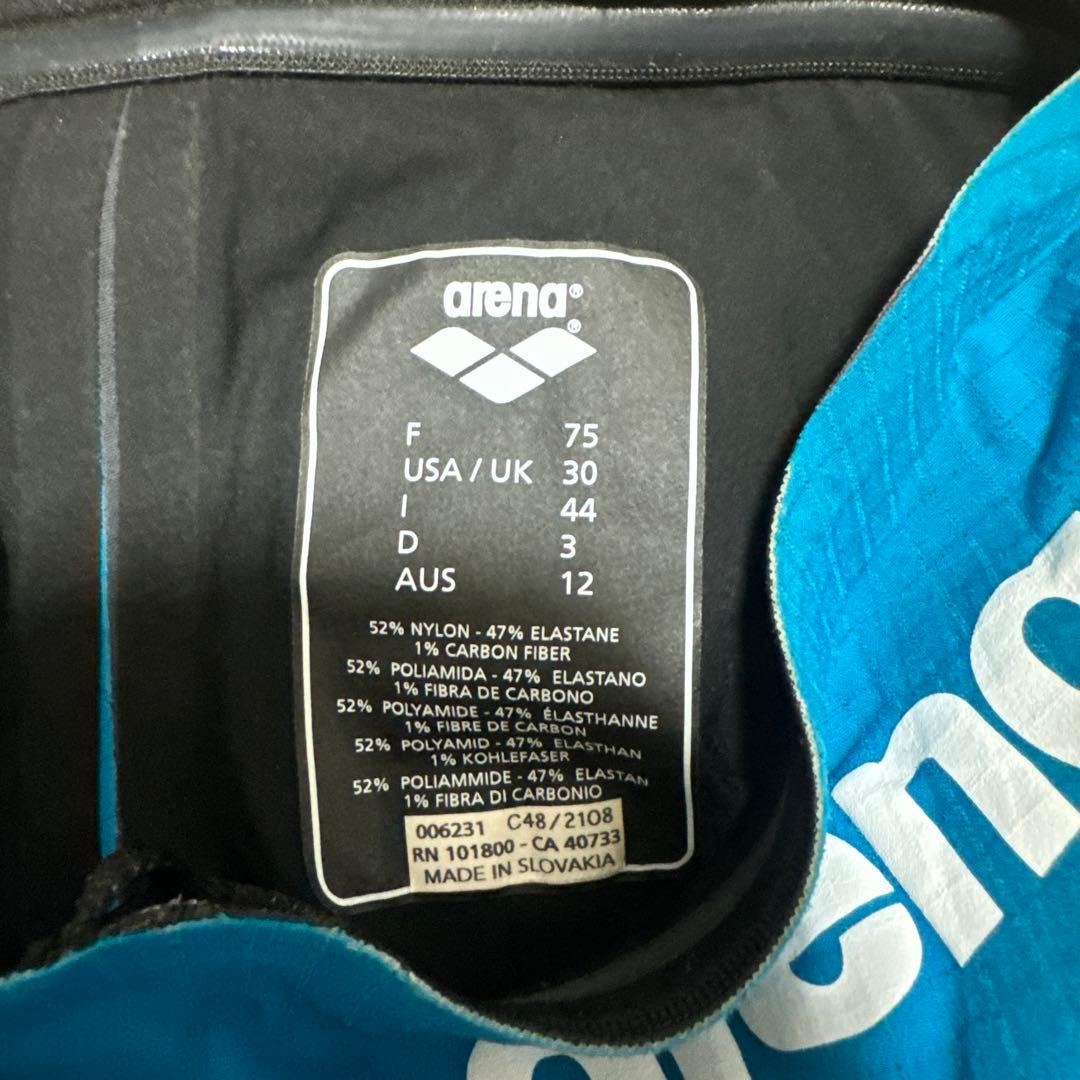 arena®
®
F 75
USA / UK 30
I 44
D 3
AUS 12
52% NYLON - 47% ELASTANE
1% CARBON FIBER
52% POLIAMIDA - 47% ELASTANO
1% FIBRA DE CARBONO
52% POLYAMIDE - 47% ÉLASTHANNE
1% FIBRE DE CARBON
52% POLYAMID - 47% ELASTHAN
1% KOHLEFASER
52% POLIAMMIDE - 47% ELASTAN
1% FIBRA DI CARBONIO
006231 C48/2108
RN 101800 - CA 40733
MADE IN SLOVAKIA
arena